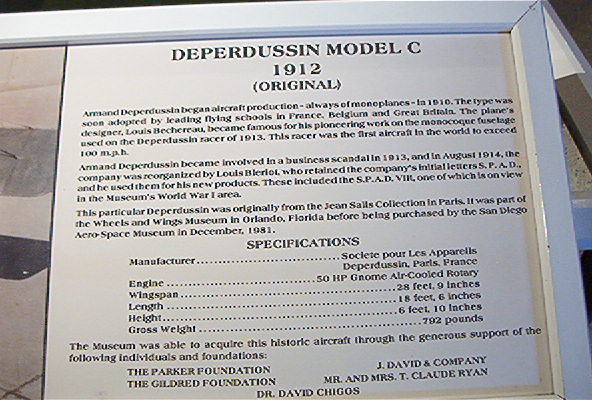 DEPERDUSSIN MODEL C
1912
(ORIGINAL)
Armand Deperdussin began aircraft production - always of monoplanes - in 1910. The type was
soon adopted by leading flying schools in France, Belgium and Great Britain. The plane's
designer, Louis Bechereau, became famous for his pioneering work on the monocoque fuselage
used on the Deperdussin racer of 1913. This racer was the first aircraft in the world to exceed
100 m.p.h.
Armand Deperdussin became involved in a business scandal in 1913, and in August 1914, the
company was reorganized by Louis Bleriot, who retained the company's initial letters S.P.A.D.,
and he used them for his new products. These included the S.P.A.D. VII, one of which is on view
in the Museum's World War I area.
This particular Deperdussin was originally from the Jean Salis Collection in Paris. It was part of
the Wheels and Wings Museum in Orlando, Florida before being purchased by the San Diego
Aero-Space Museum in December, 1981.
SPECIFICATIONS
Manufacturer................................Societe pour Les Appareils
Deperdussin, Paris, France
Engine ................................50 HP Gnome Air-Cooled Rotary
Wingspan................................................28 feet, 9 inches
Length ..................................................18 feet, 6 inches
Height...................................................6 feet, 10 inches
Gross Weight ................................................792 pounds
The Museum was able to acquire this historic aircraft through the generous support of the
following individuals and foundations:
THE PARKER FOUNDATION J. DAVID & COMPANY
THE GILDRED FOUNDATION MR. AND MRS. T. CLAUDE RYAN
DR. DAVID CHIGOS